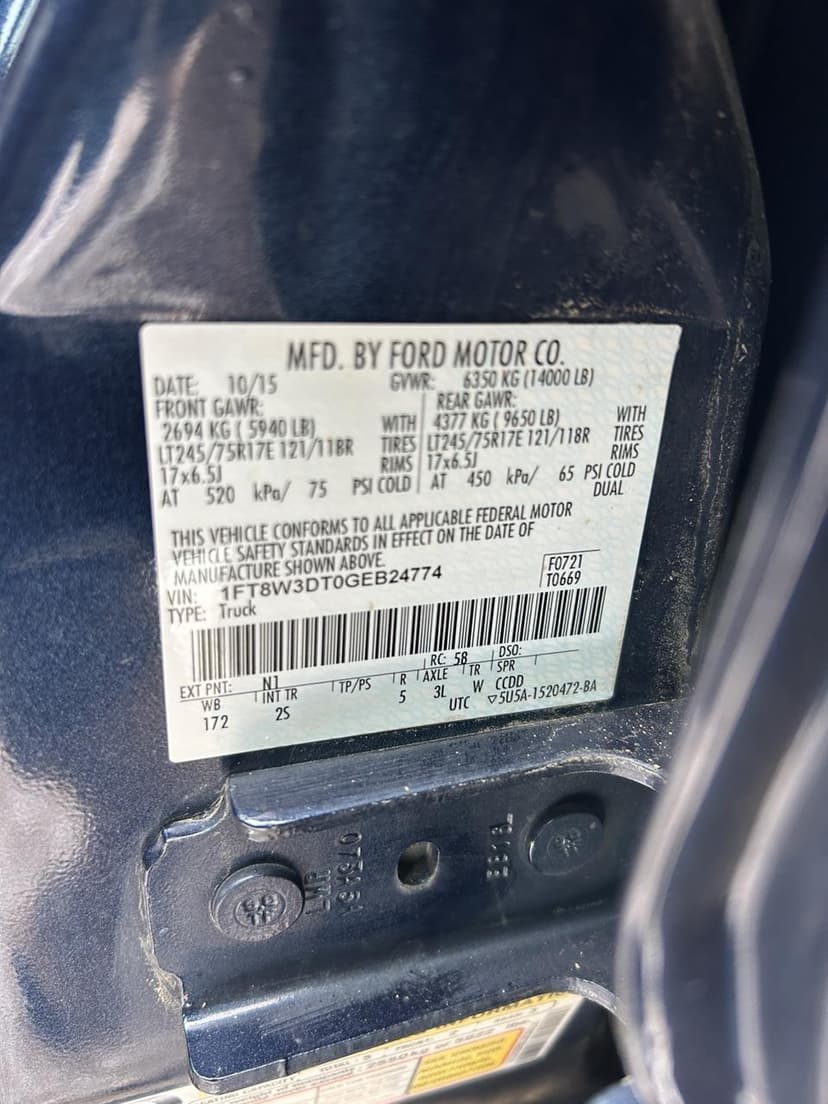 MFD. BY FORD MOTOR CO.
DATE: 10/15 GVWR: 6350 KG (14000 LB)
FRONT GAWR: REAR GAWR:
2694 KG ( 5940 LB) WITH 4377 KG ( 9650 LB) WITH
LT245/75R17E 121/118R TIRES LT245/75R17E 121/118R TIRES
17x6.5J RIMS 17x6.5J RIMS
AT 520 kPa/ 75 PSI COLD AT 450 kPa/ 65 PSI COLD
DUAL
THIS VEHICLE CONFORMS TO ALL APPLICABLE FEDERAL MOTOR
VEHICLE SAFETY STANDARDS IN EFFECT ON THE DATE OF
MANUFACTURE SHOWN ABOVE.
VIN: 1FT8W3DT0GEB24774 F0721
TYPE: Truck T0669
EXT PNT: N1 RC: 58 DSO:
WB INT TR TP/PS R AXLE TR SPR
172 2S 5 3L W CCDD
UTC ▽5U5A-1520472-BA
LMR